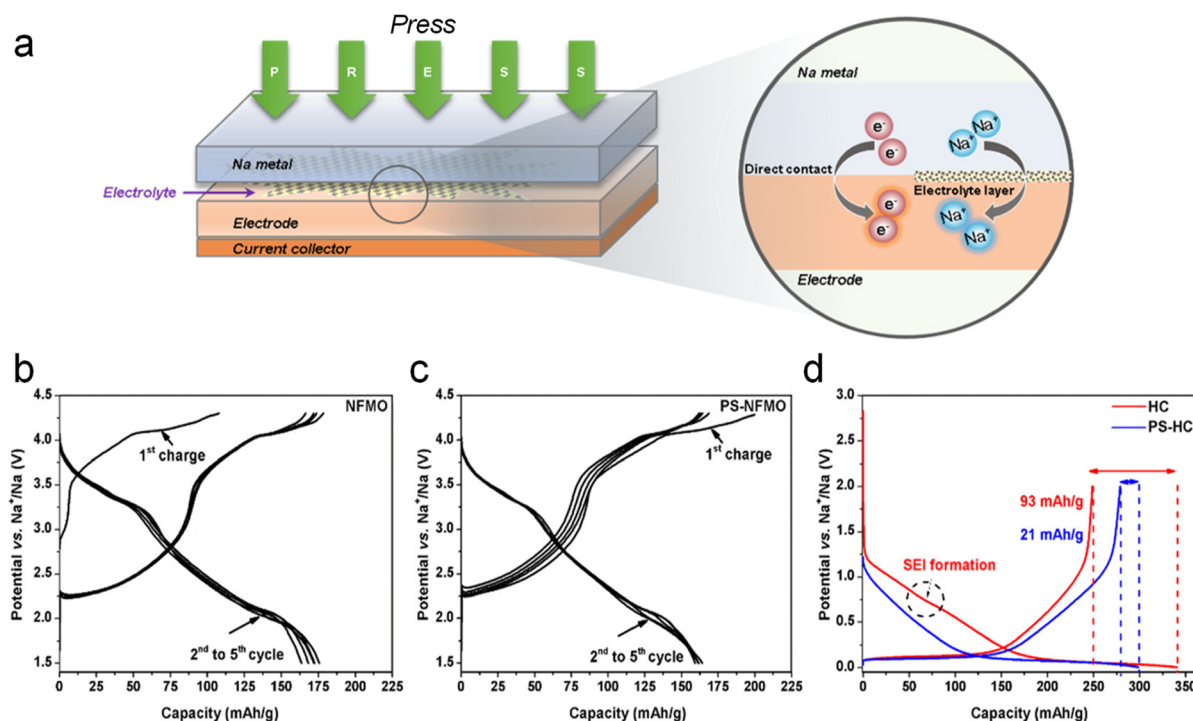 a
Press
P R E S S
Na metal
Electrolyte
Electrode
Current collector
Na metal
e⁻
e⁻
Na⁺
Na⁺
Direct contact
Electrolyte layer
e⁻
e⁻
Na⁺
Na⁺
Electrode
b
NFMO
Potential vs. Na⁺/Na (V)
4.5
4.0
3.5
3.0
2.5
2.0
1.5
1st charge
2nd to 5th cycle
0 25 50 75 100 125 150 175 200 225
Capacity (mAh/g)
c
PS-NFMO
Potential vs. Na⁺/Na (V)
4.5
4.0
3.5
3.0
2.5
2.0
1.5
1st charge
2nd to 5th cycle
0 25 50 75 100 125 150 175 200 225
Capacity (mAh/g)
d
HC
PS-HC
Potential vs. Na⁺/Na (V)
3.0
2.5
2.0
1.5
1.0
0.5
0.0
93 mAh/g
21 mAh/g
SEI formation
0 50 100 150 200 250 300 350
Capacity (mAh/g)